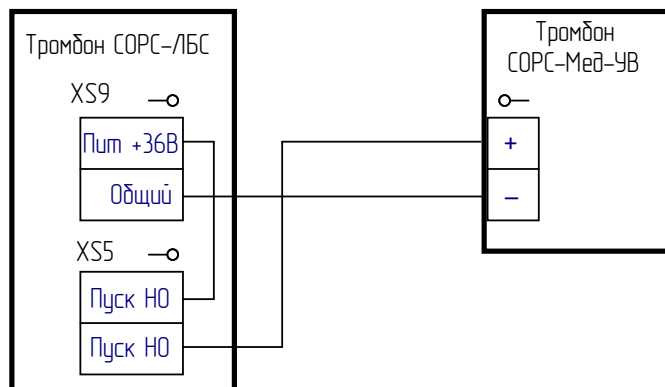 Тромбон СОРС-ЛБС
XS9
Пит +36В
Общий
XS5
Пуск НО
Пуск НО
Тромбон
СОРС-Мед-УВ
+
-